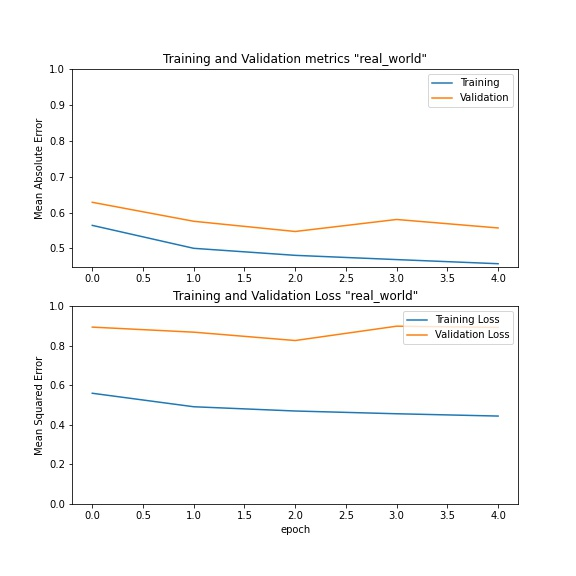 Training and Validation metrics "real_world"
1.0
0.9
0.8
0.7
0.6
0.5
Mean Absolute Error
Training
Validation
0.0 0.5 1.0 1.5 2.0 2.5 3.0 3.5 4.0
Training and Validation Loss "real_world"
1.0
0.8
0.6
0.4
0.2
0.0
Mean Squared Error
Training Loss
Validation Loss
0.0 0.5 1.0 1.5 2.0 2.5 3.0 3.5 4.0
epoch